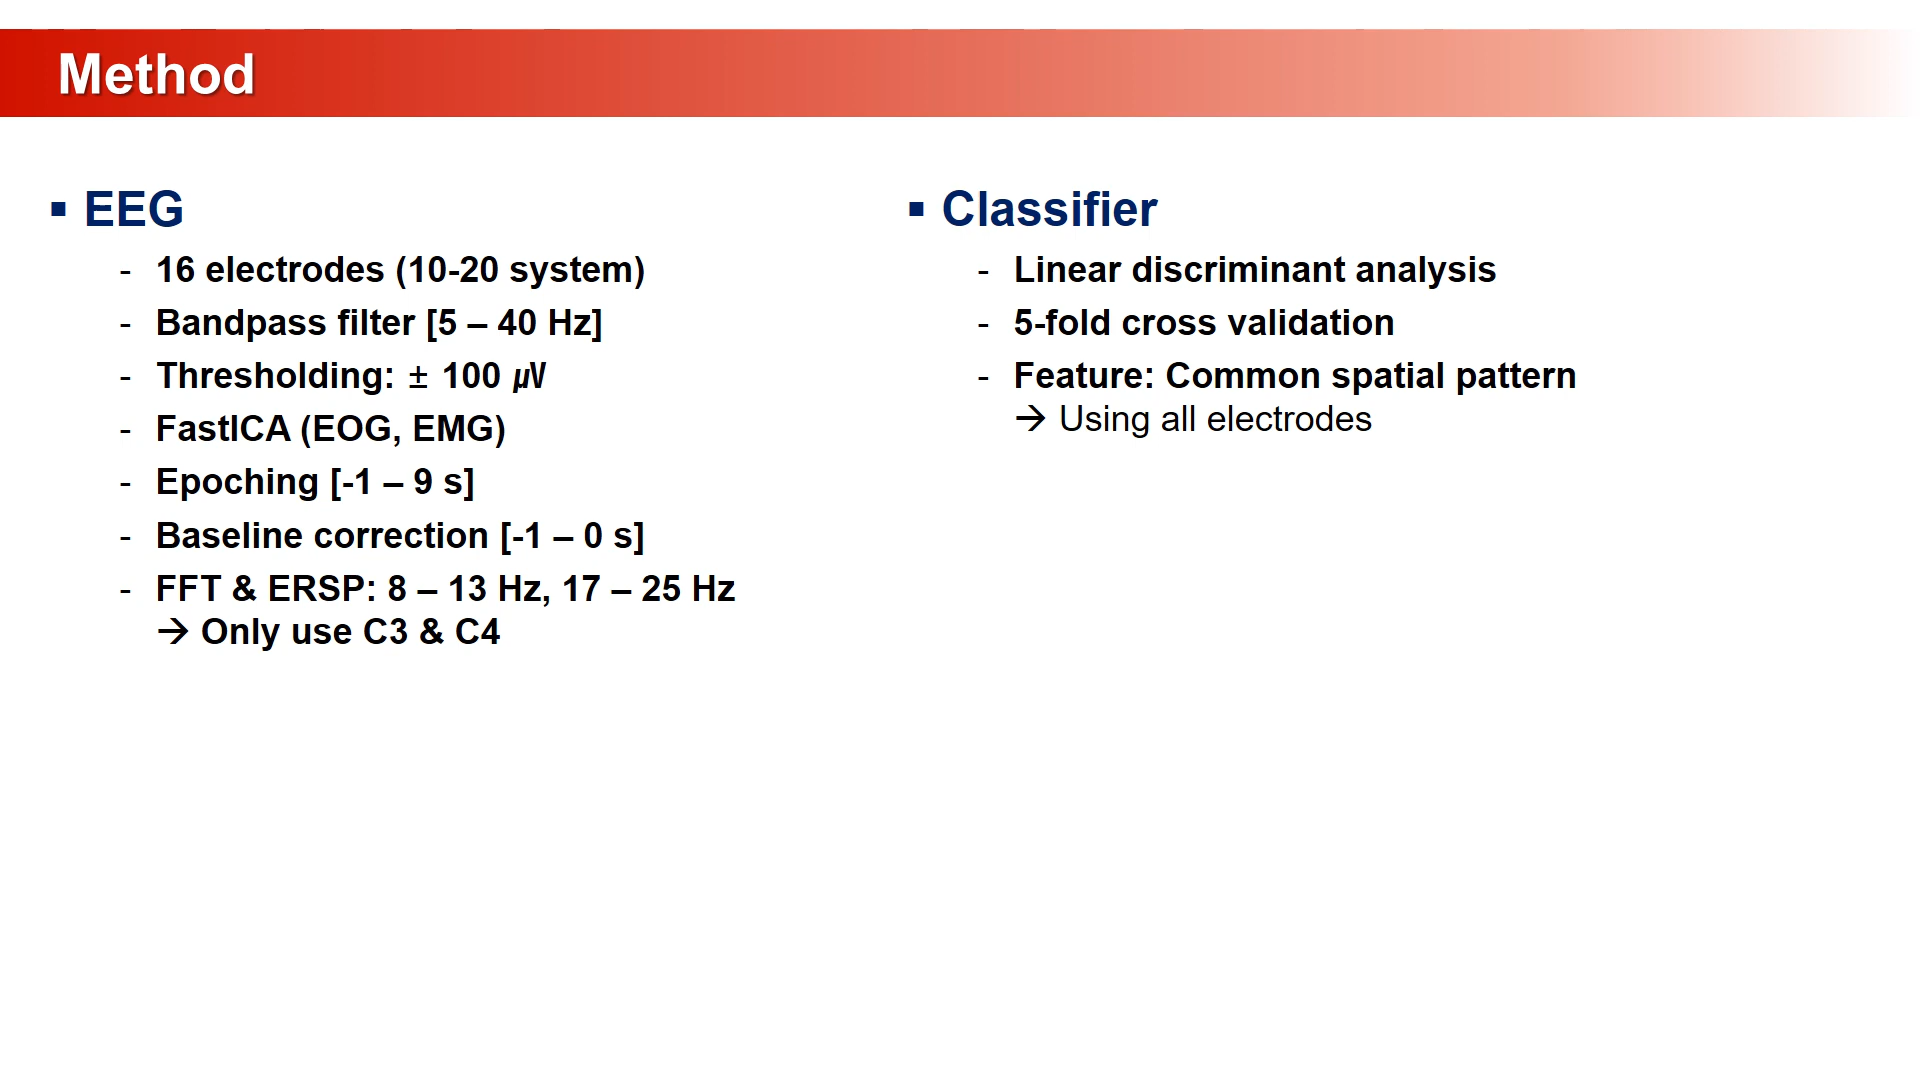 Method
▪ EEG
- 16 electrodes (10-20 system)
- Bandpass filter [5 – 40 Hz]
- Thresholding: ± 100 ㎶
- FastICA (EOG, EMG)
- Epoching [-1 – 9 s]
- Baseline correction [-1 – 0 s]
- FFT & ERSP: 8 – 13 Hz, 17 – 25 Hz
→ Only use C3 & C4
▪ Classifier
- Linear discriminant analysis
- 5-fold cross validation
- Feature: Common spatial pattern
→ Using all electrodes